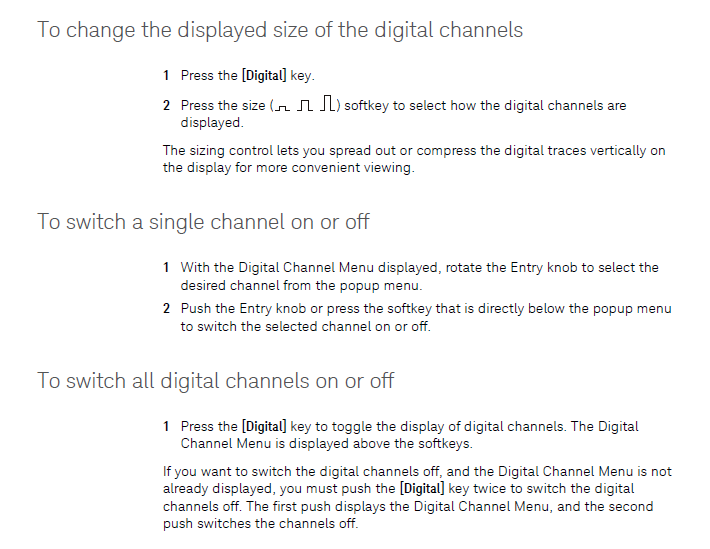 To change the displayed size of the digital channels
1 Press the [Digital] key.
2 Press the size ( ) softkey to select how the digital channels are
displayed.
The sizing control lets you spread out or compress the digital traces vertically on
the display for more convenient viewing.
To switch a single channel on or off
1 With the Digital Channel Menu displayed, rotate the Entry knob to select the
desired channel from the popup menu.
2 Push the Entry knob or press the softkey that is directly below the popup menu
to switch the selected channel on or off.
To switch all digital channels on or off
1 Press the [Digital] key to toggle the display of digital channels. The Digital
Channel Menu is displayed above the softkeys.
If you want to switch the digital channels off, and the Digital Channel Menu is not
already displayed, you must push the [Digital] key twice to switch the digital
channels off. The first push displays the Digital Channel Menu, and the second
push switches the channels off.